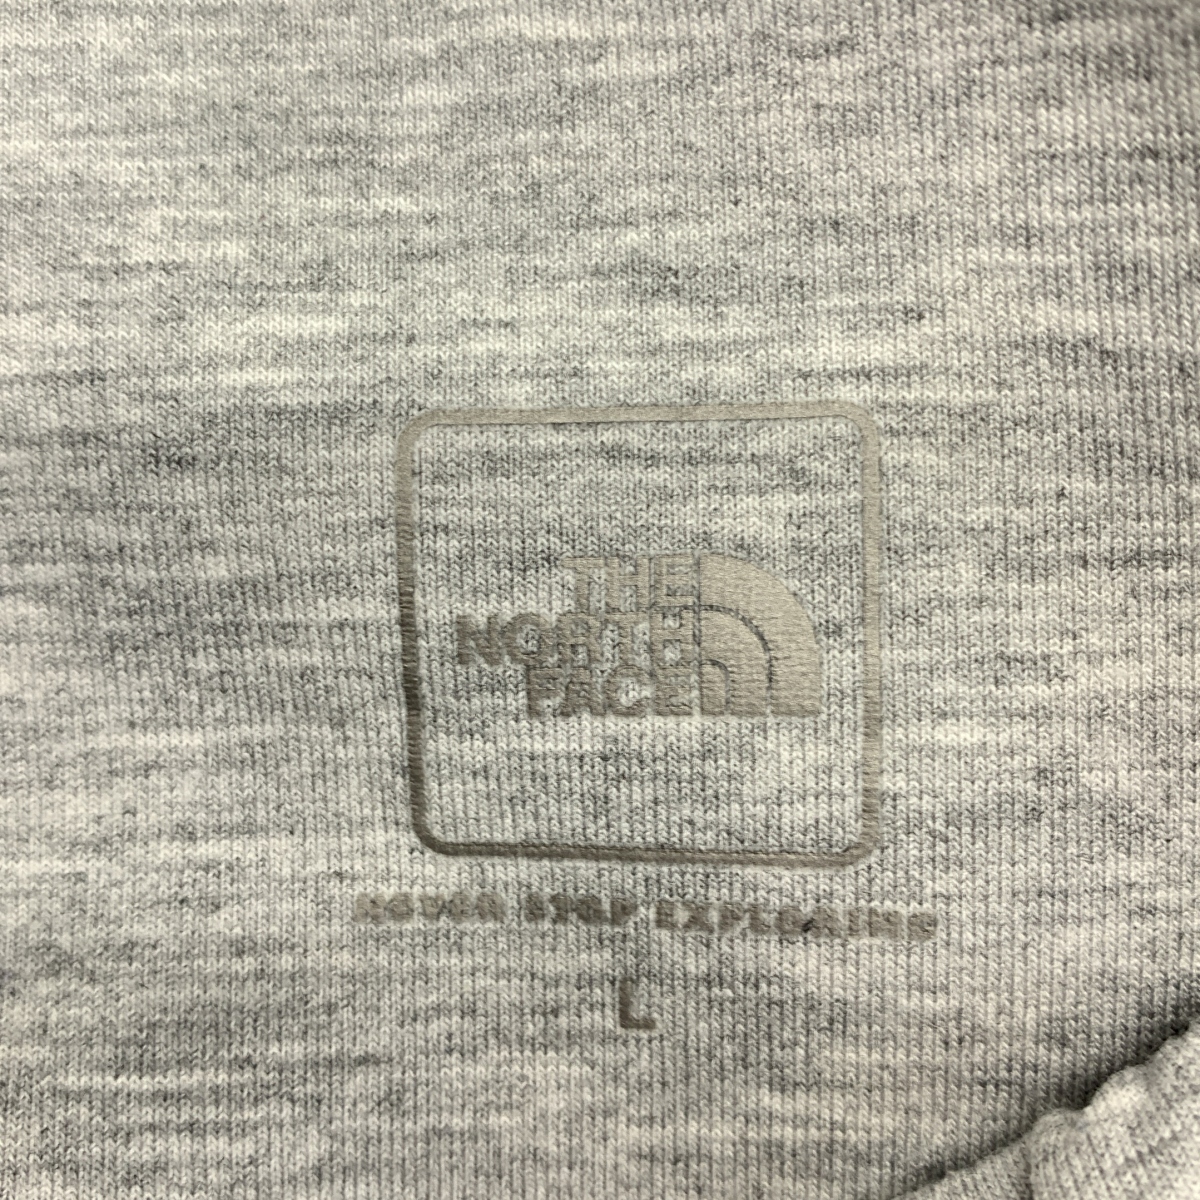 THE
NORTH
FACE
NEVER STOP EXPLORING
L